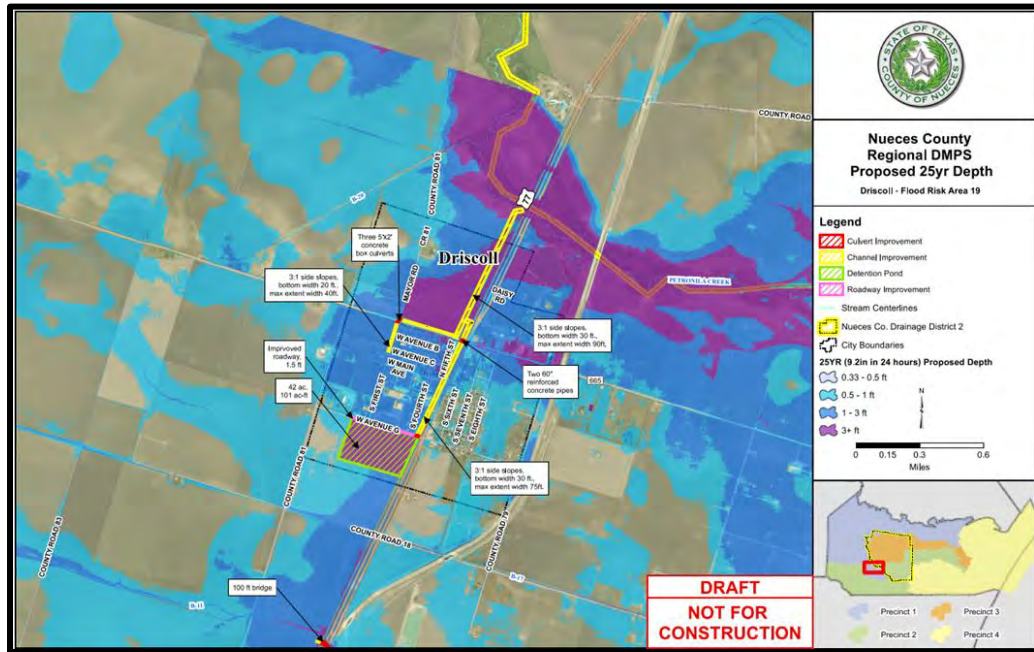 STATE OF TEXAS
COUNTY OF NUECES
Nueces County
Regional DMPS
Proposed 25yr Depth
Driscoll - Flood Risk Area 19
Legend
Culvert Improvement
Channel Improvement
Detention Pond
Roadway Improvement
Stream Centerlines
Nueces Co. Drainage District 2
City Boundaries
25YR (9.2in in 24 hours) Proposed Depth
0.33 - 0.5 ft
0.5 - 1 ft
1 - 3 ft
3+ ft
N
0 0.3 0.6
Miles
Precinct 1
Precinct 3
Precinct 2
Precinct 4
COUNTY ROAD
77
COUNTY ROAD 81
CR 81
MAYOR RD
Driscoll
DAISY RD
PETRONILA CREEK
Three 5'x2'
concrete
box culverts
3:1 side slopes,
bottom width 20 ft.,
max extent width 40ft.
Improved
roadway,
1.5 ft
42 ac.
101 ac-ft
W AVENUE B
W AVENUE C
W MAIN AVE
S FIRST ST
W AVENUE G
N FIFTH ST
S FOURTH ST
S SIXTH ST
S SEVENTH ST
S EIGHTH ST
665
3:1 side slopes,
bottom width 30 ft.,
max extent width 90ft,
Two 60"
reinforced
concrete pipes
3:1 side slopes,
bottom width 30 ft.,
max extent width 75ft.
COUNTY ROAD 81
COUNTY ROAD 83
COUNTY ROAD 18
COUNTY ROAD 79
B-11
100 ft bridge
DRAFT
NOT FOR
CONSTRUCTION